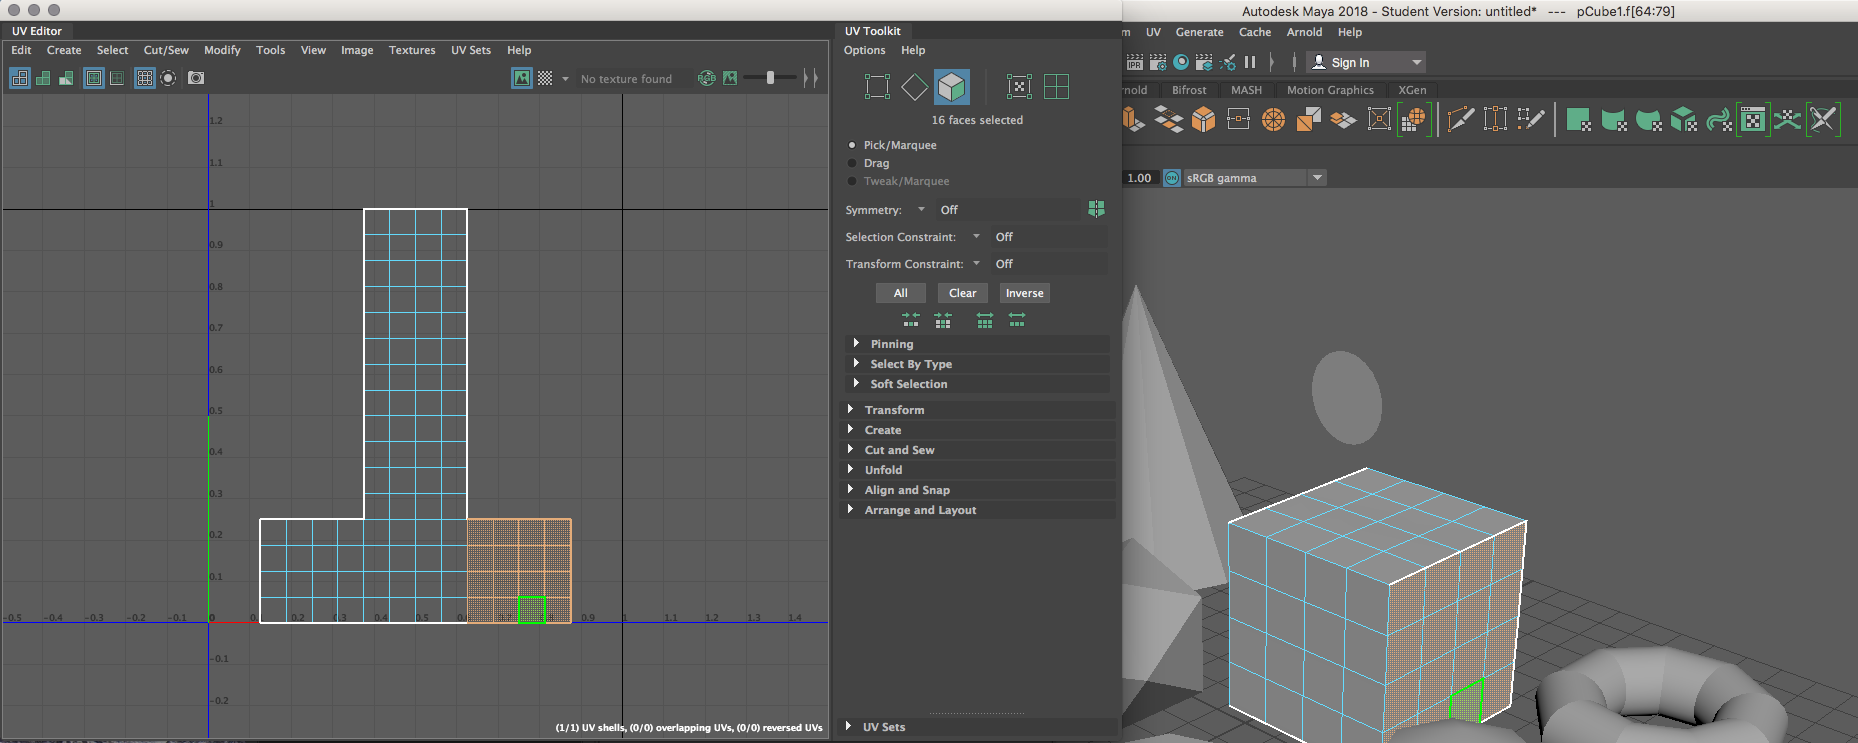 Autodesk Maya 2018 - Student Version: untitled*   ---   pCube1.f[64:79]
UV Editor
UV Toolkit
Edit Create Select Cut/Sew Modify Tools View Image Textures UV Sets Help
Options Help
m UV Generate Cache Arnold Help
No texture found
RGB
IPR
Sign In
nold Bifrost MASH Motion Graphics XGen
16 faces selected
Pick/Marquee
Drag
Tweak/Marquee
1.00 ON sRGB gamma
Symmetry: Off
Selection Constraint: Off
Transform Constraint: Off
All Clear Inverse
Pinning
Select By Type
Soft Selection
Transform
Create
Cut and Sew
Unfold
Align and Snap
Arrange and Layout
UV Sets
1.2
1.1
1
0.9
0.8
0.7
0.6
0.5
0.4
0.3
0.2
0.1
-0.5 -0.4 -0.3 -0.2 -0.1 0 0.2 0.3 0.4 0.5 0.6 0.7 0.9 1 1.1 1.2 1.3 1.4
-0.1
-0.2
(1/1) UV shells, (0/0) overlapping UVs, (0/0) reversed UVs